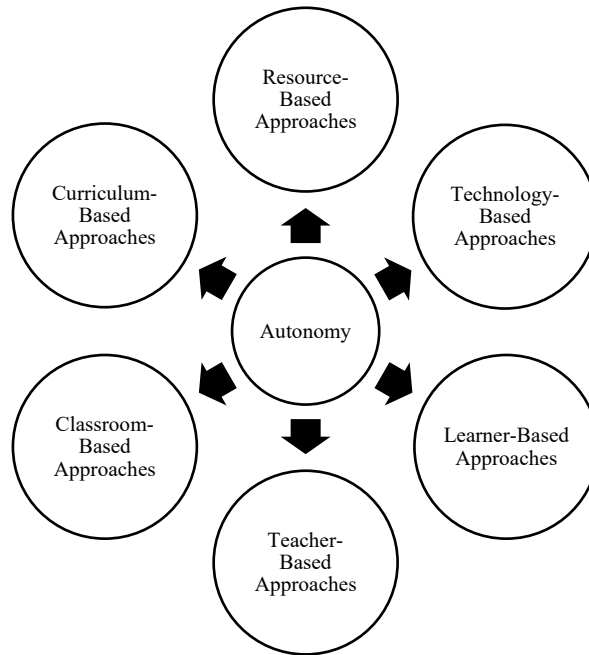 Resource-
Based
Approaches
Curriculum-
Based
Approaches
Technology-
Based
Approaches
Autonomy
Classroom-
Based
Approaches
Learner-Based
Approaches
Teacher-
Based
Approaches